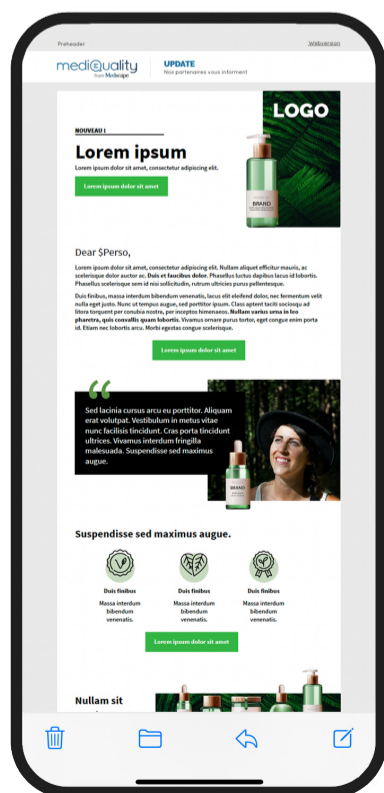 Preheader
Webversion
mediQuality
from Medscape
UPDATE
Nos partenaires vous informent
LOGO
NOUVEAU !
Lorem ipsum
Lorem ipsum dolor sit amet, consectetur adipiscing elit.
Lorem ipsum dolor sit amet
BRAND
Dear $Perso,
Lorem ipsum dolor sit amet, consectetur adipiscing elit. Nullam aliquet efficitur mauris, ac
scelerisque dolor auctor ac. Duis et faucibus dolor. Phasellus luctus dapibus lacus id lobortis.
Phasellus scelerisque sem id nisi sollicitudin, rutrum ultricies purus pellentesque.
Duis finibus, massa interdum bibendum venenatis, lacus elit eleifend dolor, nec fermentum velit
nulla eget justo. Nunc ut tempus augue, sed porttitor ipsum. Class aptent taciti sociosqu ad
litora torquent per conubia nostra, per inceptos himenaeos. Nullam varius urna in leo
pharetra, quis convallis quam lobortis. Vivamus ornare purus tortor, eget congue enim porta
id. Etiam nec lobortis arcu. Morbi egestas congue scelerisque.
Lorem ipsum dolor sit amet
“
Sed lacinia cursus arcu eu porttitor. Aliquam
erat volutpat. Vestibulum in metus vitae
nunc facilisis tincidunt. Cras porta tincidunt
ultrices. Vivamus interdum fringilla
malesuada. Suspendisse sed maximus
augue.
BRAND
Suspendisse sed maximus augue.
Duis finibus
Massa interdum
bibendum
venenatis.
Duis finibus
Massa interdum
bibendum
venenatis.
Duis finibus
Massa interdum
bibendum
venenatis.
Lorem ipsum dolor sit amet
Nullam sit